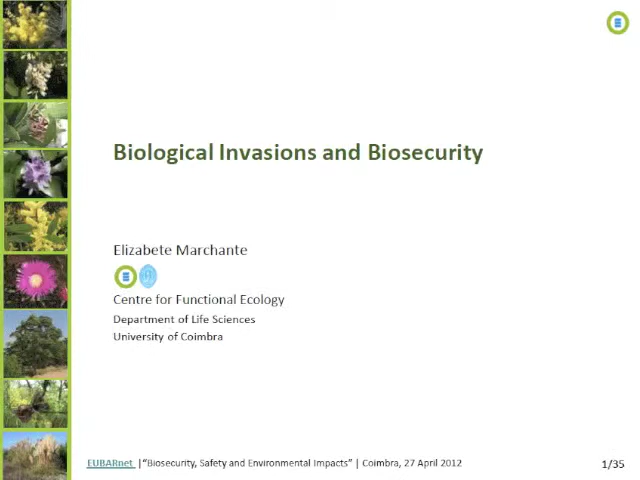 Biological Invasions and Biosecurity
Elizabete Marchante
Centre for Functional Ecology
Department of Life Sciences
University of Coimbra
EUBARnet |“Biosecurity, Safety and Environmental Impacts” | Coimbra, 27 April 2012
1/35